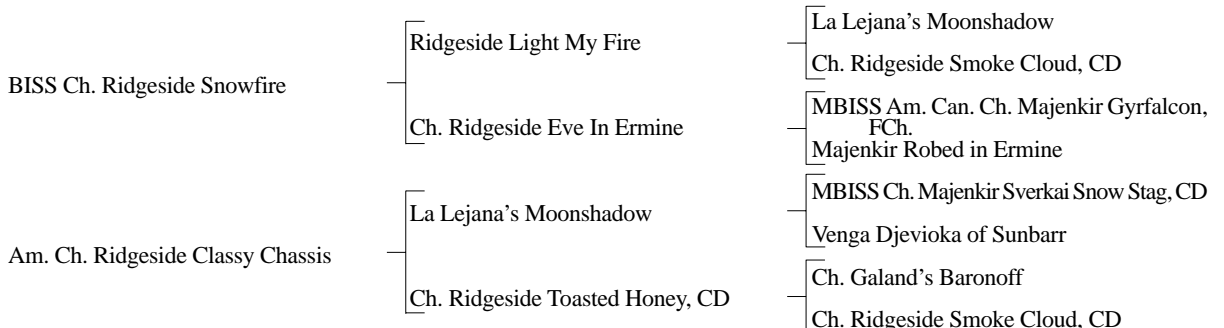 La Lejana’s Moonshadow
Ridgeside Light My Fire
Ch. Ridgeside Smoke Cloud, CD
BISS Ch. Ridgeside Snowfire
MBISS Am. Can. Ch. Majenkir Gyrfalcon,
FCh.
Ch. Ridgeside Eve In Ermine
Majenkir Robed in Ermine
MBISS Ch. Majenkir Sverkai Snow Stag, CD
La Lejana’s Moonshadow
Venga Djevioka of Sunbarr
Am. Ch. Ridgeside Classy Chassis
Ch. Galand’s Baronoff
Ch. Ridgeside Toasted Honey, CD
Ch. Ridgeside Smoke Cloud, CD